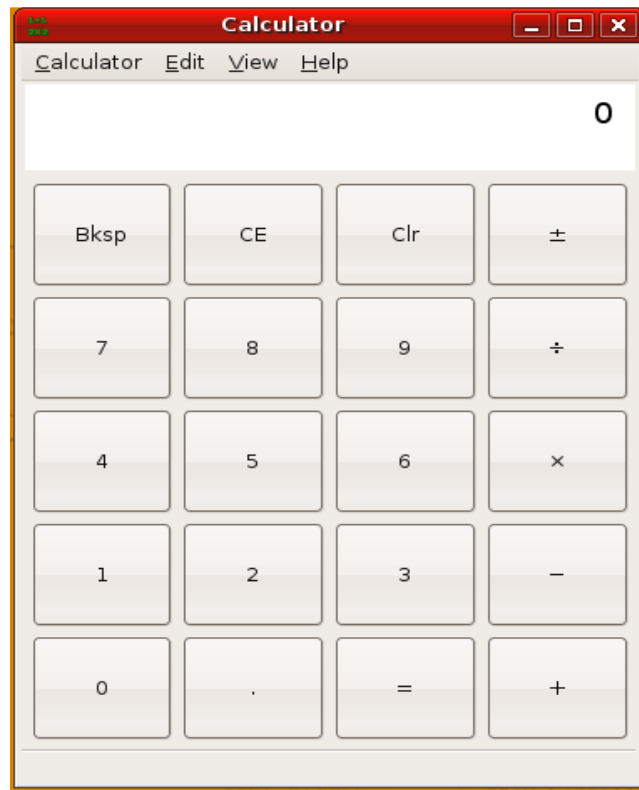 Calculator
Calculator Edit View Help
0
Bksp CE Clr ±
7 8 9 ÷
4 5 6 ×
1 2 3 −
0 . = +